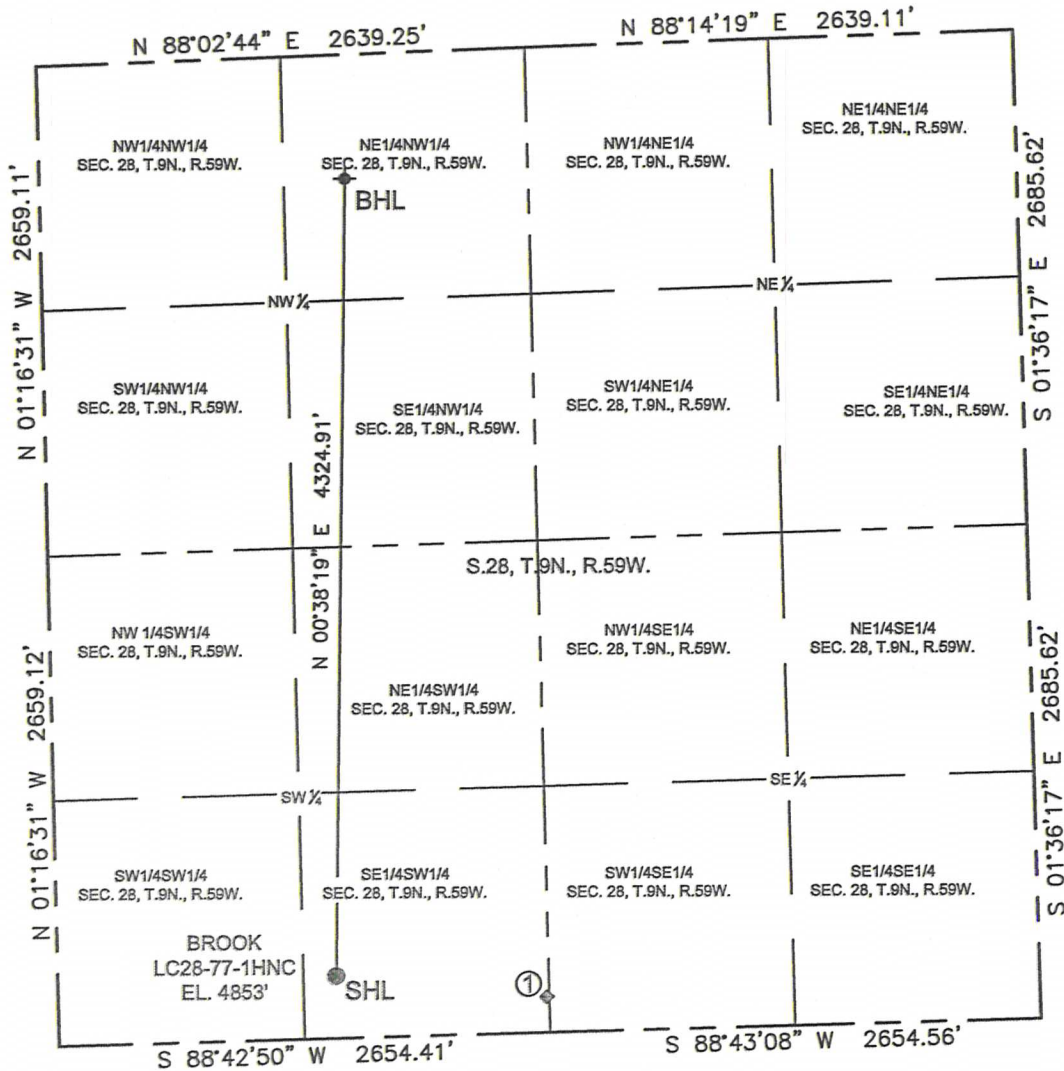 N 88°02'44" E 2639.25'
N 88°14'19" E 2639.11'
NW1/4NW1/4
SEC. 28, T.9N., R.59W.
NE1/4NW1/4
SEC. 28, T.9N., R.59W.
NW1/4NE1/4
SEC. 28, T.9N., R.59W.
NE1/4NE1/4
SEC. 28, T.9N., R.59W.
BHL
N 01°16'31" W 2659.11'
S 01°36'17" E 2685.62'
NW ¼
NE ¼
SW1/4NW1/4
SEC. 28, T.9N., R.59W.
SE1/4NW1/4
SEC. 28, T.9N., R.59W.
SW1/4NE1/4
SEC. 28, T.9N., R.59W.
SE1/4NE1/4
SEC. 28, T.9N., R.59W.
N 00°38'19" E 4324.91'
S.28, T.9N., R.59W.
NW 1/4SW1/4
SEC. 28, T.9N., R.59W.
NE1/4SW1/4
SEC. 28, T.9N., R.59W.
NW1/4SE1/4
SEC. 28, T.9N., R.59W.
NE1/4SE1/4
SEC. 28, T.9N., R.59W.
N 01°16'31" W 2659.12'
S 01°36'17" E 2685.62'
SW ¼
SE ¼
SW1/4SW1/4
SEC. 28, T.9N., R.59W.
SE1/4SW1/4
SEC. 28, T.9N., R.59W.
SW1/4SE1/4
SEC. 28, T.9N., R.59W.
SE1/4SE1/4
SEC. 28, T.9N., R.59W.
BROOK
LC28-77-1HNC
EL. 4853'
SHL
①
S 88°42'50" W 2654.41'
S 88°43'08" W 2654.56'